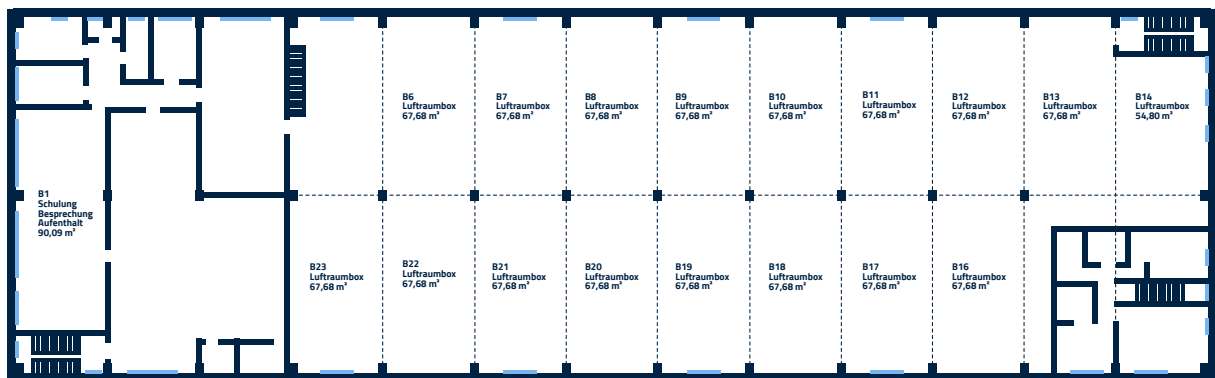 B6
Luftraumbox
67,68 m²
B7
Luftraumbox
67,68 m²
B8
Luftraumbox
67,68 m²
B9
Luftraumbox
67,68 m²
B10
Luftraumbox
67,68 m²
B11
Luftraumbox
67,68 m²
B12
Luftraumbox
67,68 m²
B13
Luftraumbox
67,68 m²
B14
Luftraumbox
54,80 m²
B1
Schulung
Besprechung
Aufenthalt
90,09 m²
B23
Luftraumbox
67,68 m²
B22
Luftraumbox
67,68 m²
B21
Luftraumbox
67,68 m²
B20
Luftraumbox
67,68 m²
B19
Luftraumbox
67,68 m²
B18
Luftraumbox
67,68 m²
B17
Luftraumbox
67,68 m²
B16
Luftraumbox
67,68 m²